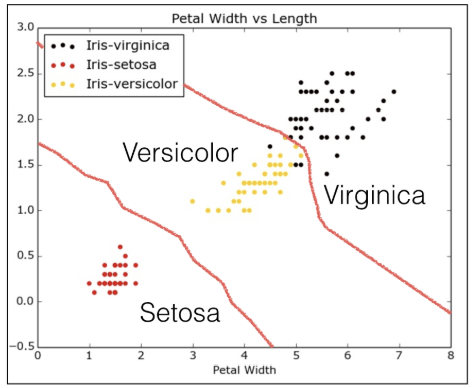 Petal Width vs Length
3.0
Iris-virginica
Iris-setosa
Iris-versicolor
2.5
2.0
Versicolor
1.5
Virginica
1.0
0.5
0.0
Setosa
−0.5
0 1 2 3 4 5 6 7 8
Petal Width